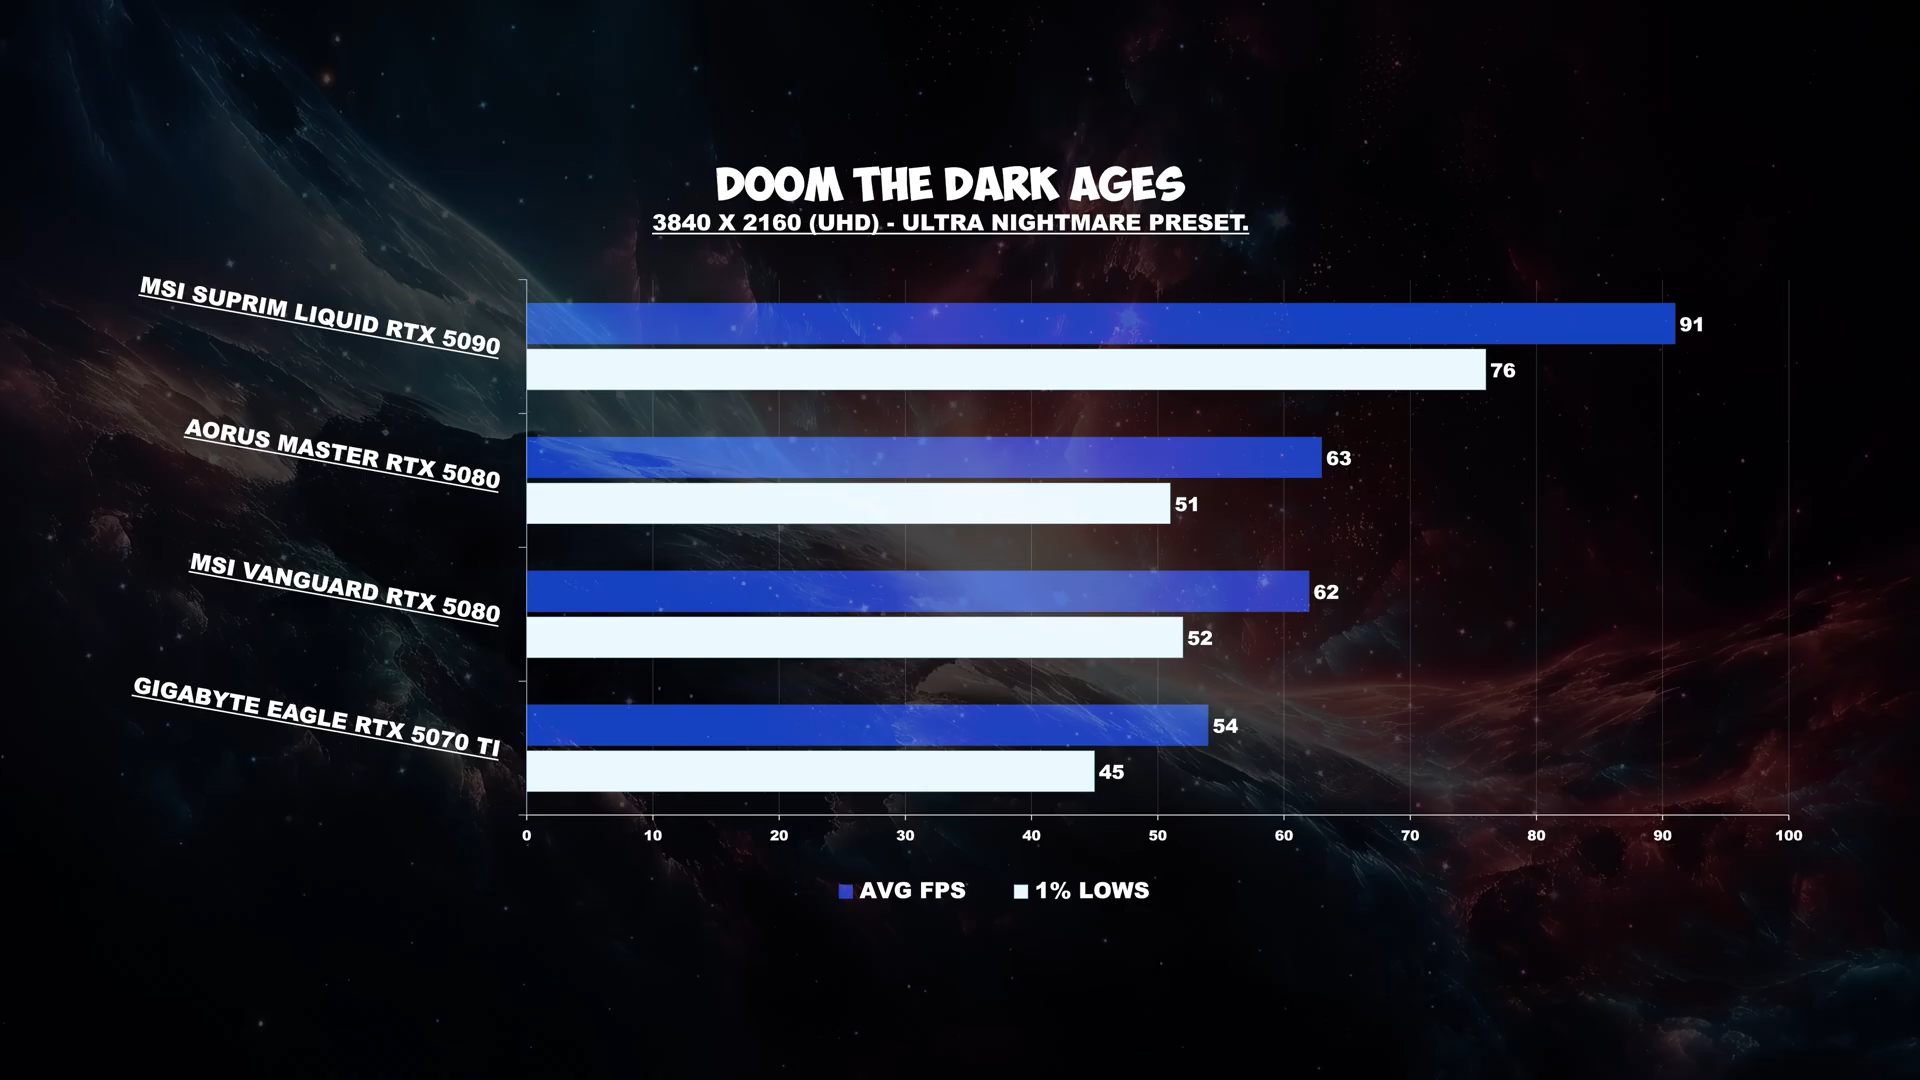 DOOM THE DARK AGES
3840 X 2160 (UHD) - ULTRA NIGHTMARE PRESET.
MSI SUPRIM LIQUID RTX 5090
91
76
AORUS MASTER RTX 5080
63
51
MSI VANGUARD RTX 5080
62
52
GIGABYTE EAGLE RTX 5070 TI
54
45
0 10 20 30 40 50 60 70 80 90 100
AVG FPS 1% LOWS